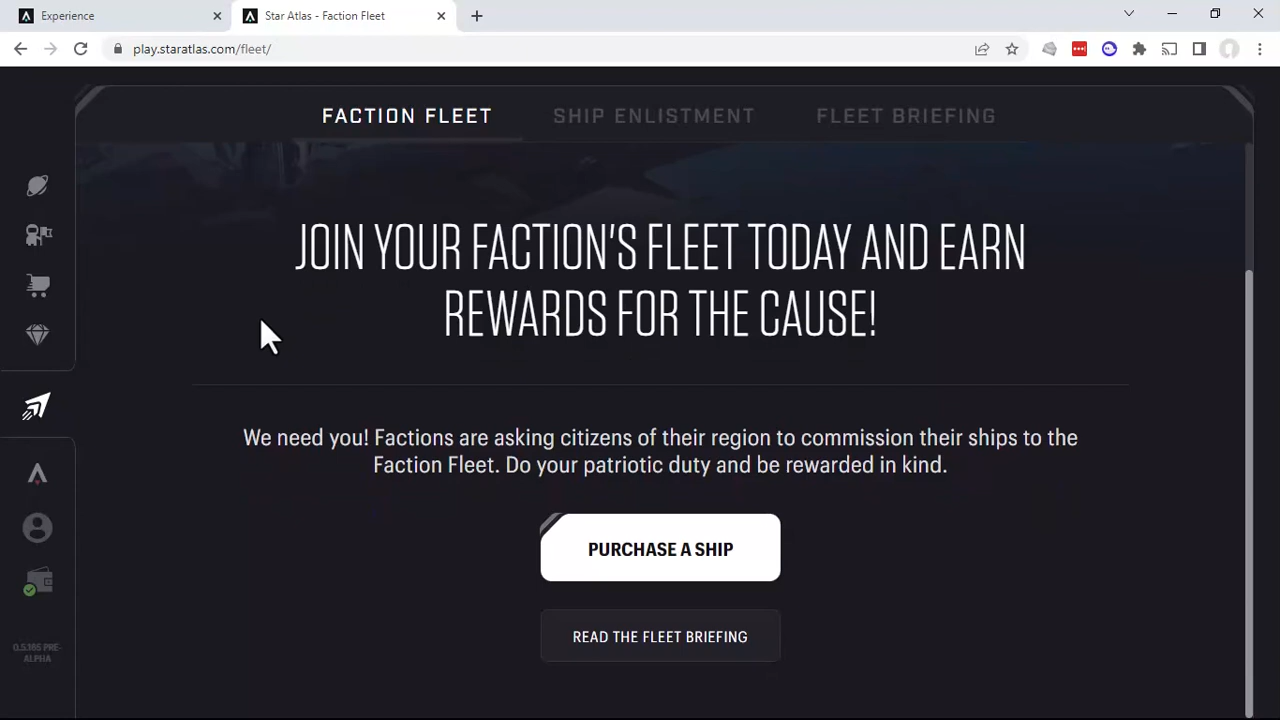 Experience
Star Atlas - Faction Fleet
play.staratlas.com/fleet/
FACTION FLEET
SHIP ENLISTMENT
FLEET BRIEFING
JOIN YOUR FACTION'S FLEET TODAY AND EARN
REWARDS FOR THE CAUSE!
We need you! Factions are asking citizens of their region to commission their ships to the
Faction Fleet. Do your patriotic duty and be rewarded in kind.
PURCHASE A SHIP
READ THE FLEET BRIEFING
0.5.165 PRE-
ALPHA